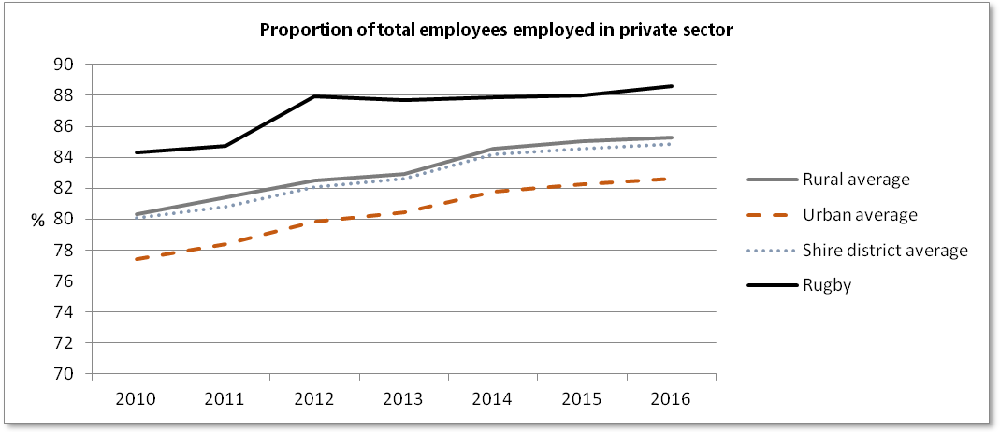 Proportion of total employees employed in private sector
90
88
86
84
82
80
78
76
74
72
70
%
2010 2011 2012 2013 2014 2015 2016
Rural average
Urban average
Shire district average
Rugby